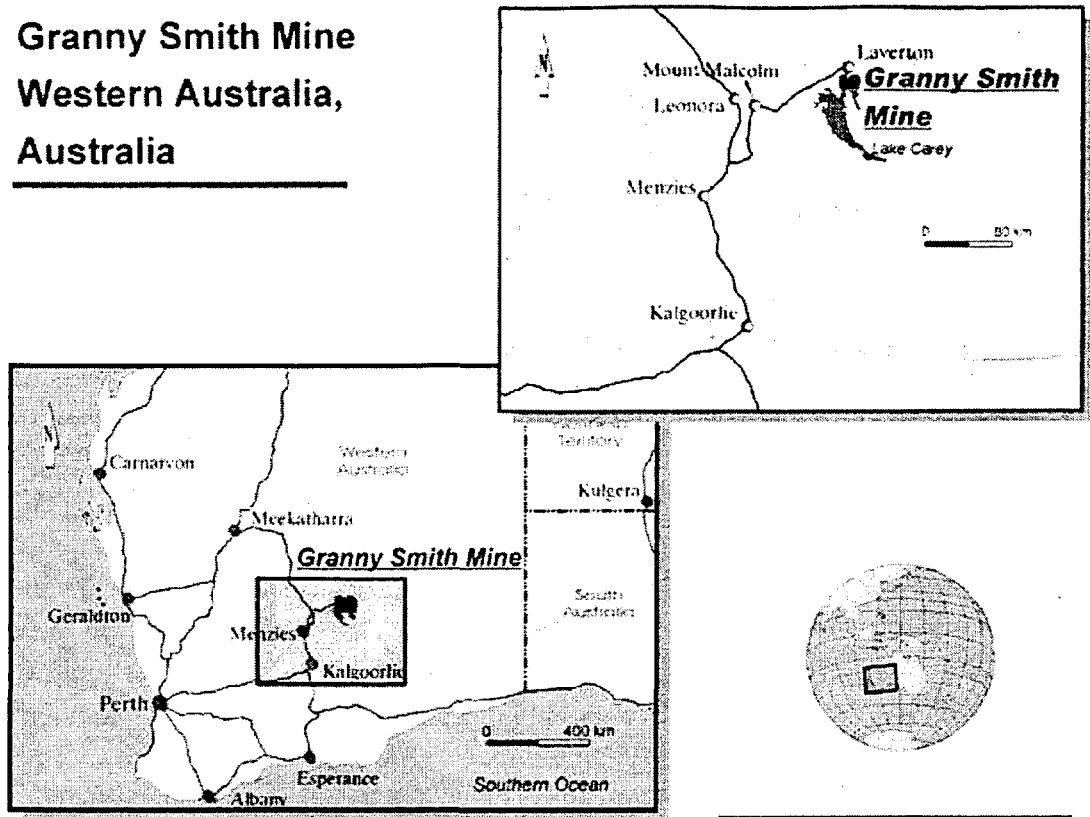 Granny Smith Mine
Western Australia,
Australia
N
Laverton
Mount Malcolm
Granny Smith
Mine
Leonora
Lake Carey
Menzies
0 80 km
Kalgoorlie
N
Carnarvon
Western
Australia
Northern
Territory
Kulgera
Meekatharra
Granny Smith Mine
Geraldton
South
Australia
Menzies
Kalgoorlie
Perth
0 400 km
Esperance
Southern Ocean
Albany